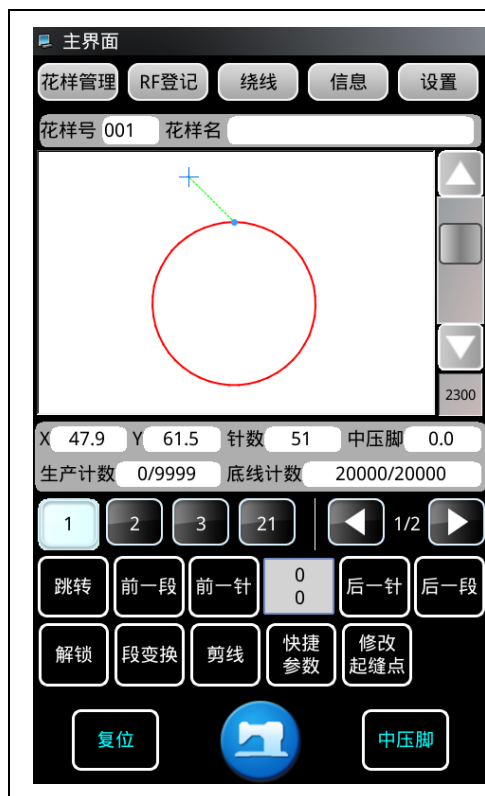 主界面
花样管理 RF登记 绕线 信息 设置
花样号 001 花样名
2300
X 47.9 Y 61.5 针数 51 中压脚 0.0
生产计数 0/9999 底线计数 20000/20000
1 2 3 21 1/2
跳转 前一段 前一针 0 后一针 后一段
0
解锁 段变换 剪线 快捷 修改
参数 起缝点
复位 中压脚